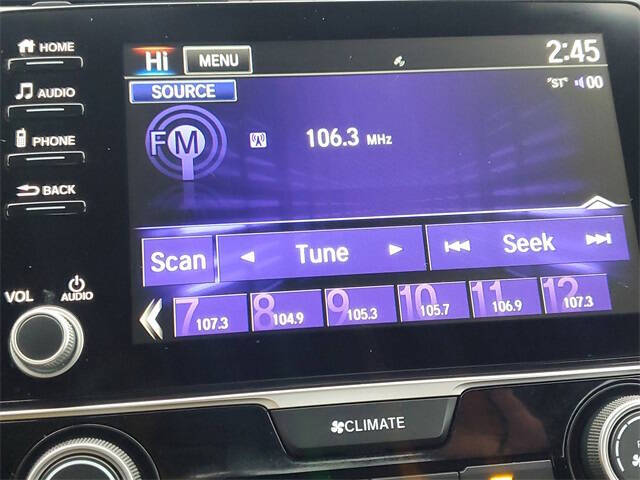 HOME
AUDIO
PHONE
BACK
VOL
AUDIO
Hi
MENU
2:45
SOURCE
"ST"
00
FM
106.3 MHz
Scan
Tune
Seek
7 107.3
8 104.9
9 105.3
10 105.7
11 106.9
12 107.3
CLIMATE